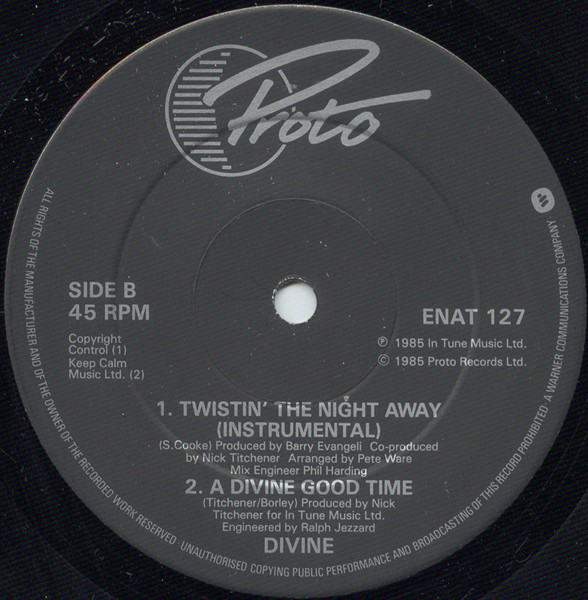 Proto
SIDE B
45 RPM
ENAT 127
Copyright
Control (1)
Keep Calm
Music Ltd. (2)
℗ 1985 In Tune Music Ltd.
© 1985 Proto Records Ltd.
1. TWISTIN' THE NIGHT AWAY
(INSTRUMENTAL)
(S.Cooke) Produced by Barry Evangeli Co-produced
by Nick Titchener Arranged by Pete Ware
Mix Engineer Phil Harding
2. A DIVINE GOOD TIME
(Titchener/Borley) Produced by Nick
Titchener for In Tune Music Ltd.
Engineered by Ralph Jezzard
DIVINE
ALL RIGHTS OF THE MANUFACTURER AND OF THE OWNER OF THE RECORDED WORK RESERVED · UNAUTHORISED COPYING PUBLIC PERFORMANCE AND BROADCASTING OF THIS RECORD PROHIBITED · A WARNER COMMUNICATIONS COMPANY